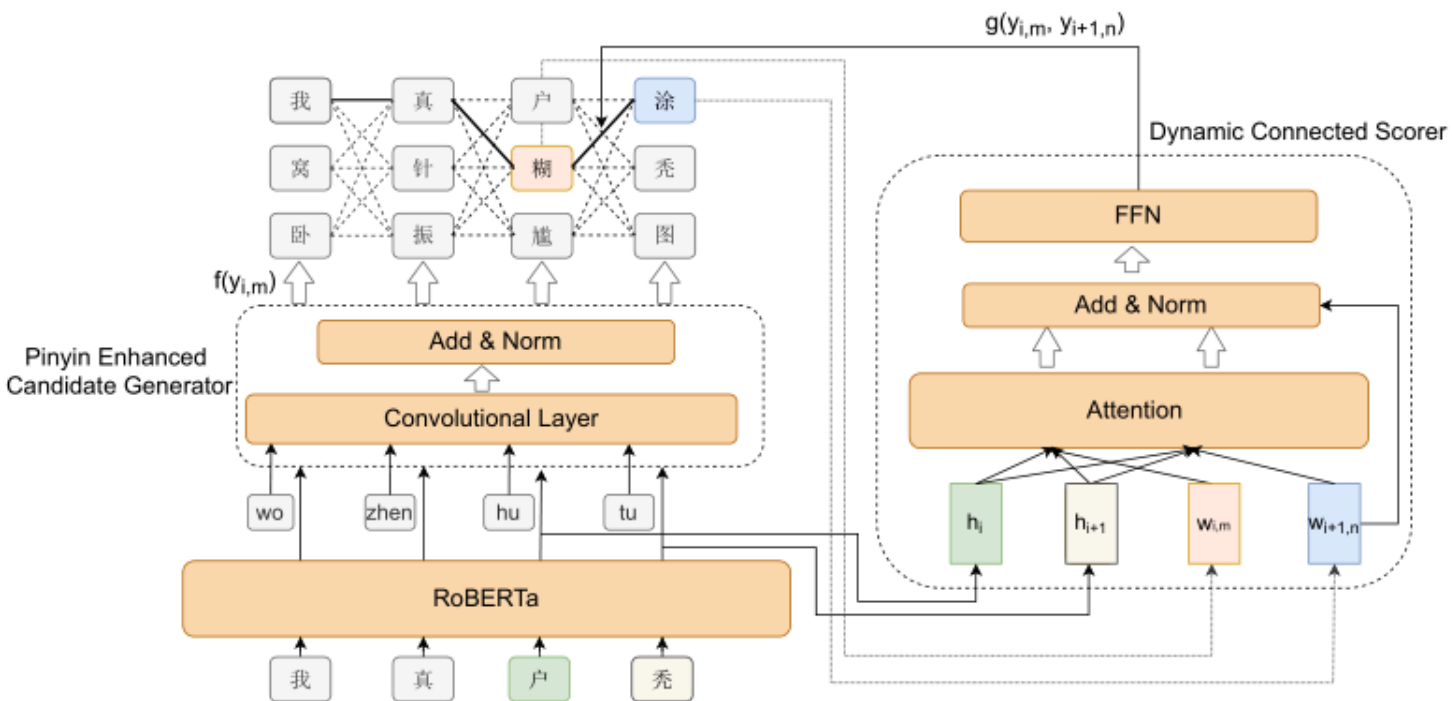 g(yi,m, yi+1,n)
我 真 户 涂
Dynamic Connected Scorer
窝 针 糊 秃
FFN
卧 振 尴 图
f(yi,m)
Add & Norm
Add & Norm
Pinyin Enhanced
Candidate Generator
Convolutional Layer
Attention
wo zhen hu tu
hi hi+1 wi,m wi+1,n
RoBERTa
我 真 户 秃